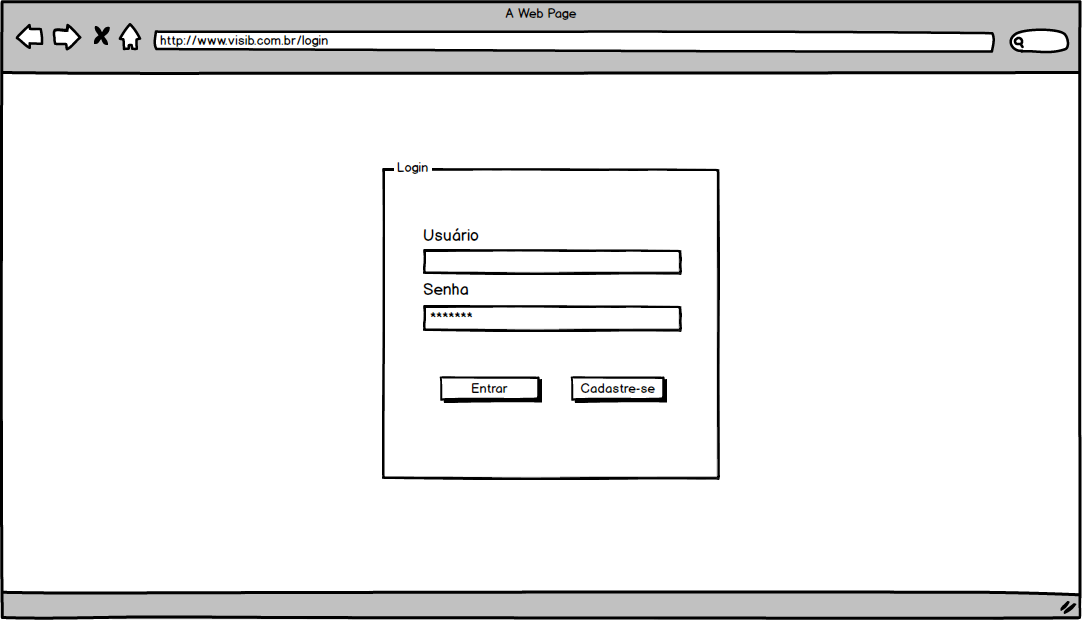 A Web Page
http://www.visib.com.br/login
Login
Usuário
Senha
*******
Entrar
Cadastre-se